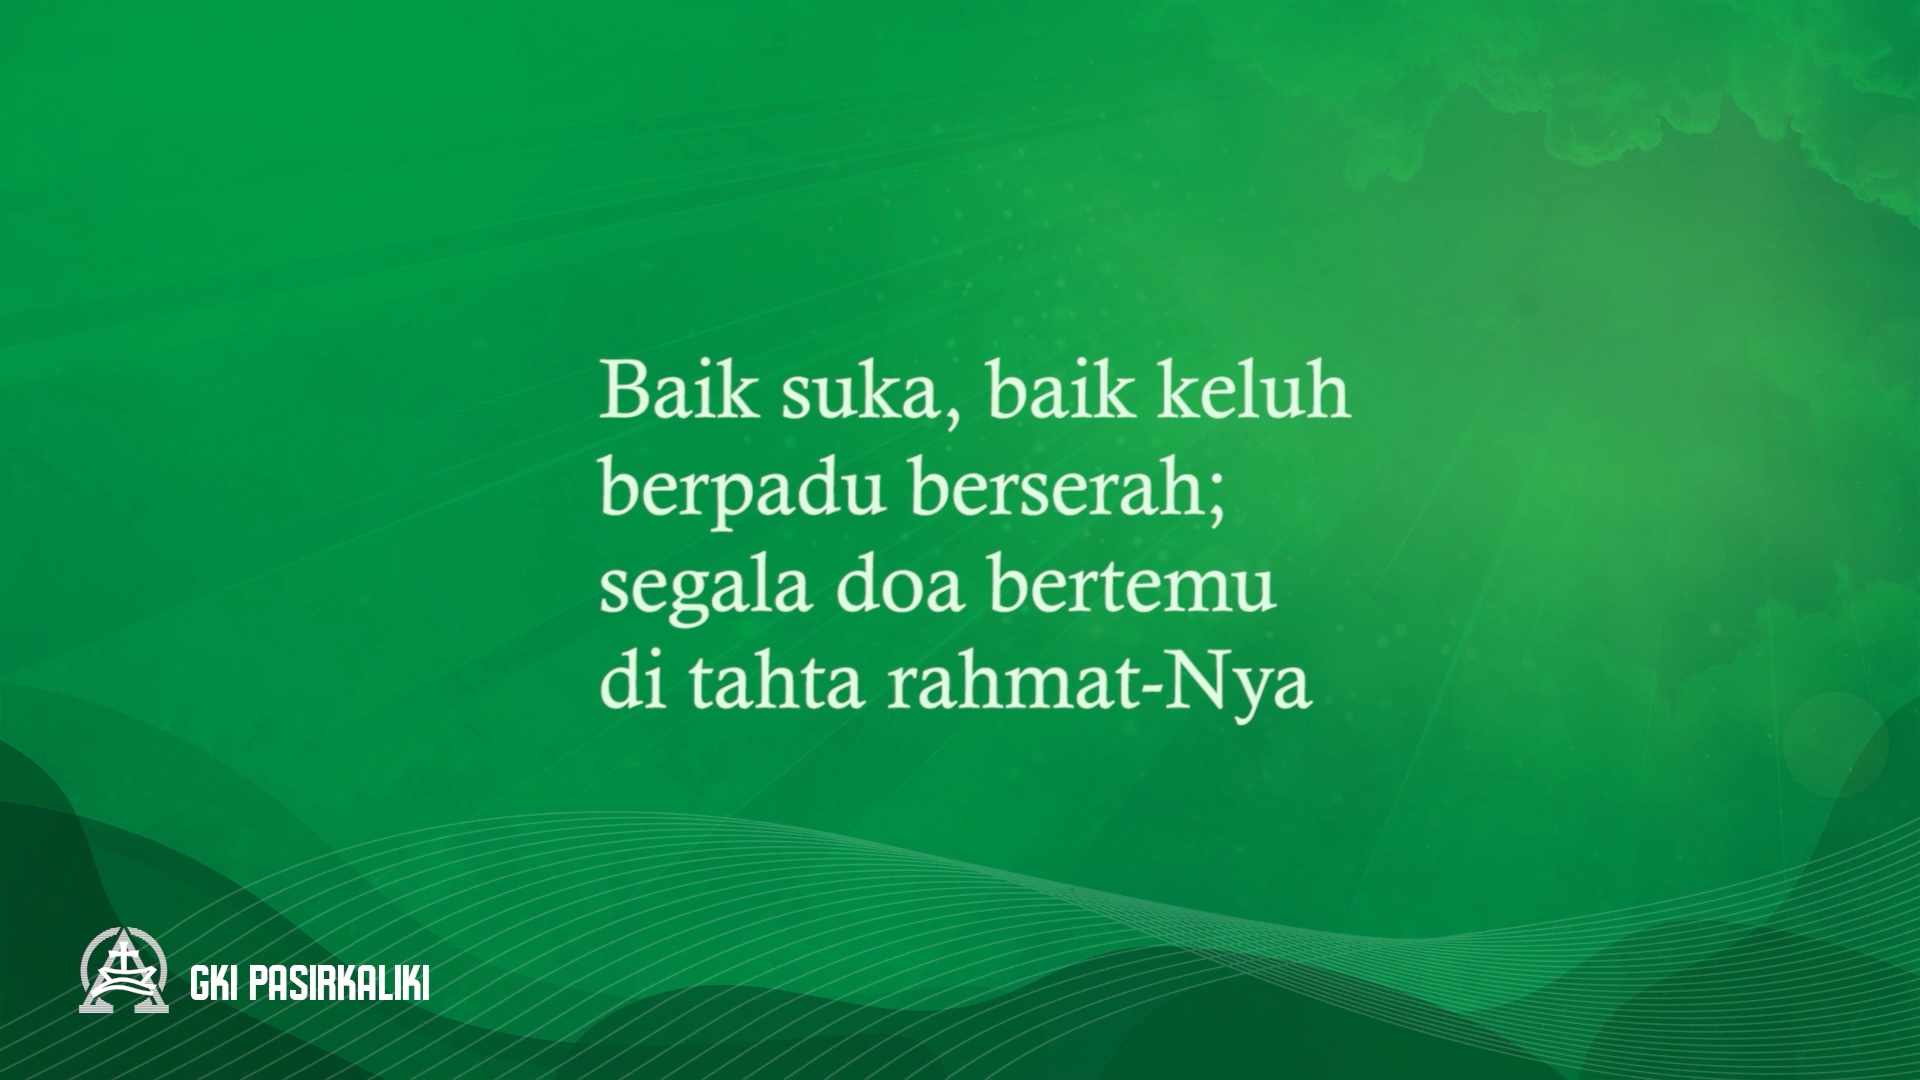 Baik suka, baik keluh
berpadu berserah;
segala doa bertemu
di tahta rahmat-Nya
GKI PASIRKALIKI